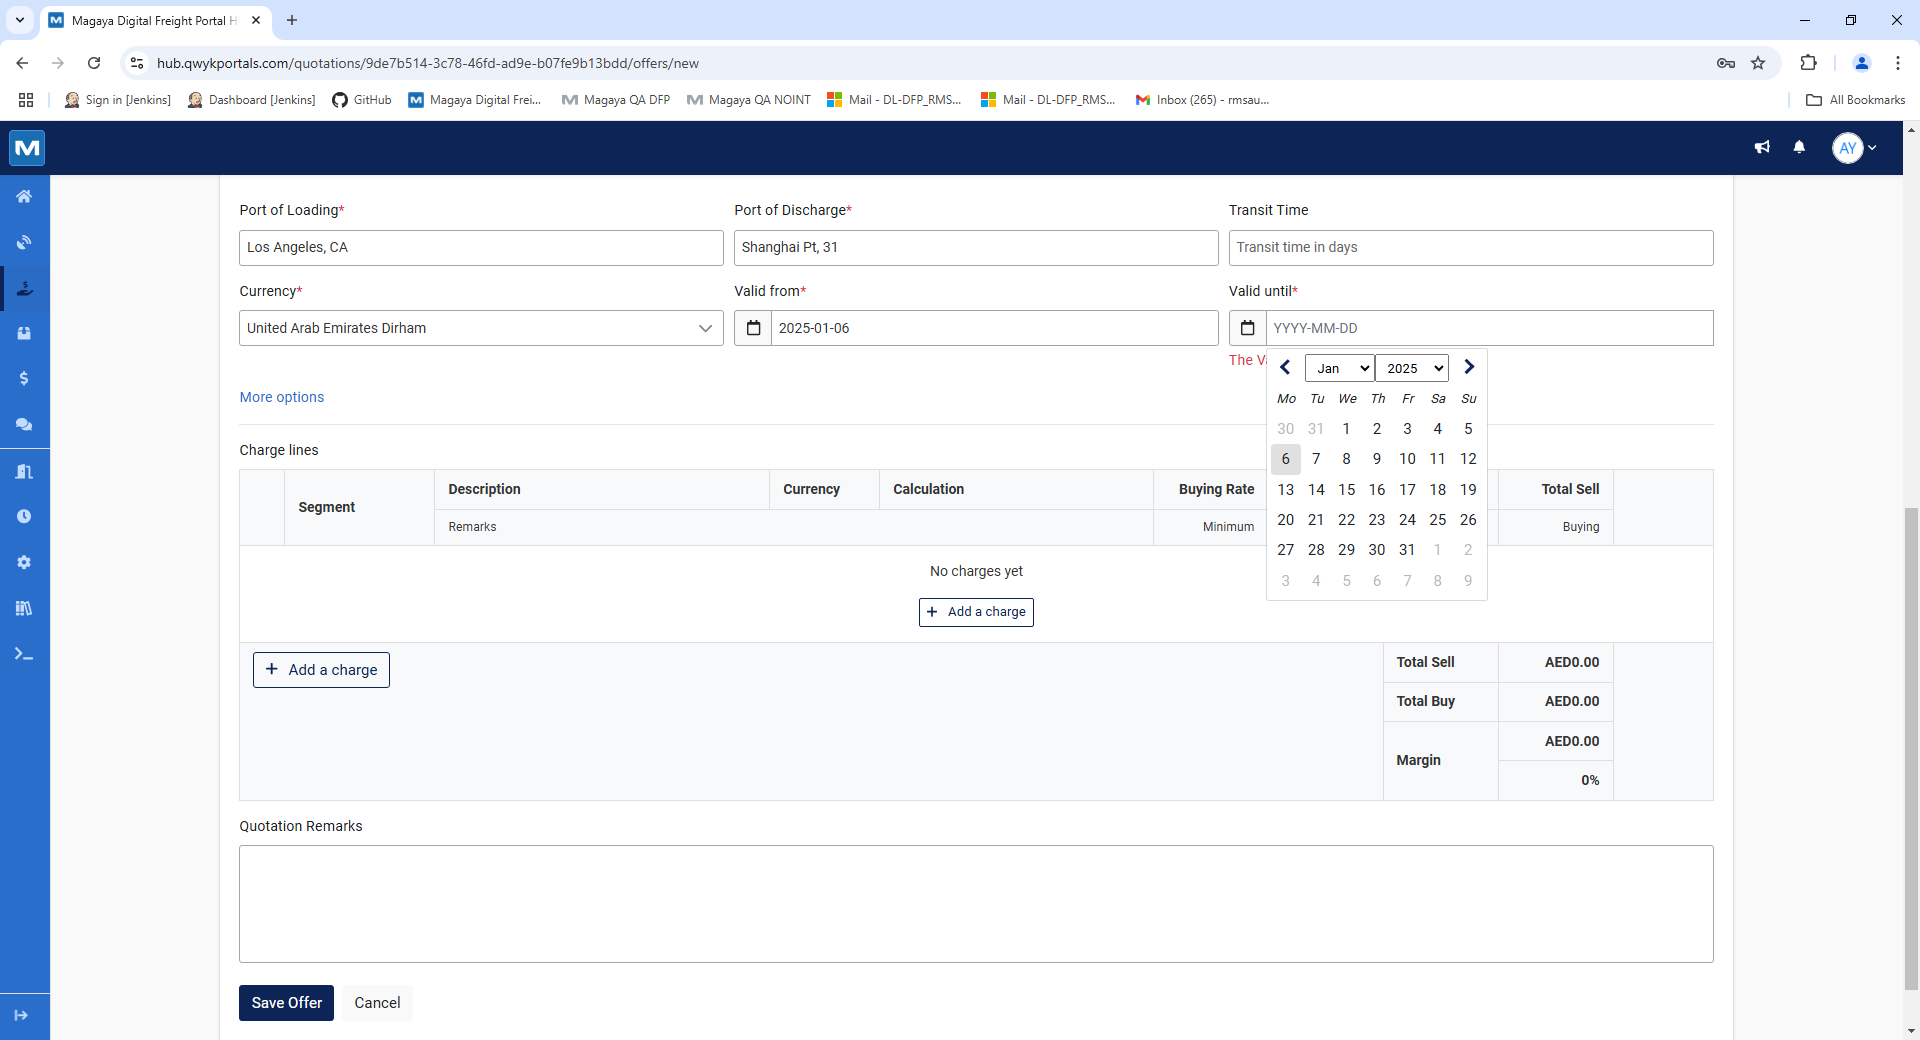 Magaya Digital Freight Portal H
hub.qwykportals.com/quotations/9de7b514-3c78-46fd-ad9e-b07fe9b13bdd/offers/new
Sign in [Jenkins]
Dashboard [Jenkins]
GitHub
Magaya Digital Frei...
Magaya QA DFP
Magaya QA NOINT
Mail - DL-DFP_RMS...
Mail - DL-DFP_RMS...
Inbox (265) - rmsau...
All Bookmarks
M
AY
Port of Loading*
Port of Discharge*
Transit Time
Los Angeles, CA
Shanghai Pt, 31
Transit time in days
Currency*
Valid from*
Valid until*
United Arab Emirates Dirham
2025-01-06
YYYY-MM-DD
The
Jan 2025
Mo Tu We Th Fr Sa Su
30 31 1 2 3 4 5
6 7 8 9 10 11 12
13 14 15 16 17 18 19
20 21 22 23 24 25 26
27 28 29 30 31 1 2
3 4 5 6 7 8 9
More options
Charge lines
Segment
Description
Currency
Calculation
Buying Rate
Total Sell
Remarks
Minimum
Buying
No charges yet
+ Add a charge
+ Add a charge
Total Sell AED0.00
Total Buy AED0.00
Margin AED0.00
0%
Quotation Remarks
Save Offer
Cancel